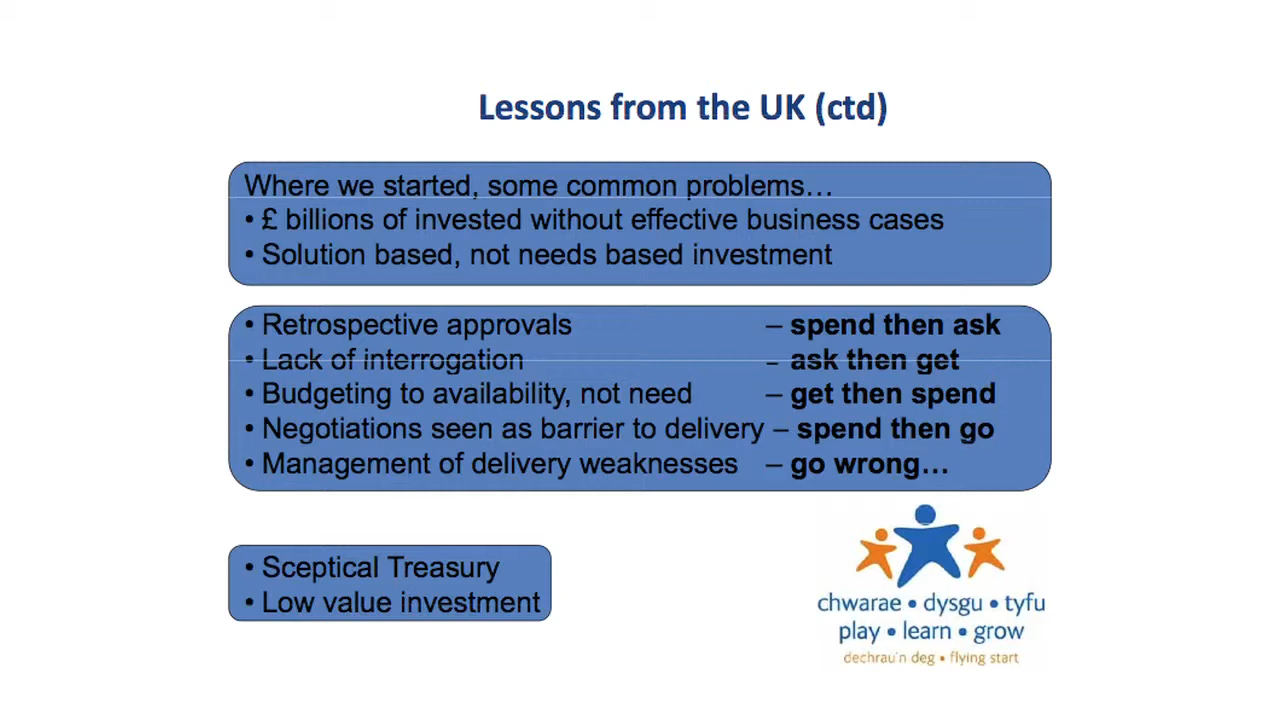 Lessons from the UK (ctd)
Where we started, some common problems…
• £ billions of invested without effective business cases
• Solution based, not needs based investment
• Retrospective approvals – spend then ask
• Lack of interrogation – ask then get
• Budgeting to availability, not need – get then spend
• Negotiations seen as barrier to delivery – spend then go
• Management of delivery weaknesses – go wrong…
• Sceptical Treasury
• Low value investment
chwarae • dysgu • tyfu
play • learn • grow
dechrau'n deg • flying start